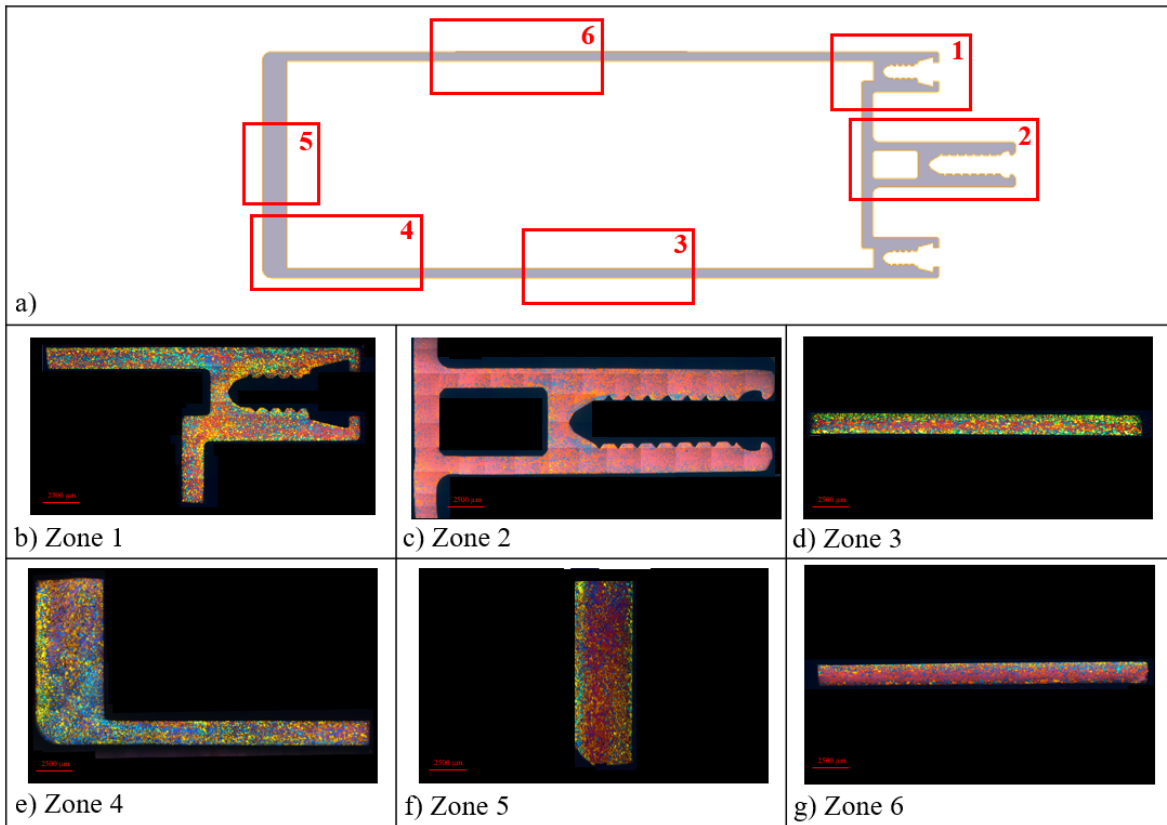 6
1
2
5
4
3
a)
2500 µm
b) Zone 1
2500 µm
c) Zone 2
2500 µm
d) Zone 3
2500 µm
e) Zone 4
2500 µm
f) Zone 5
2500 µm
g) Zone 6